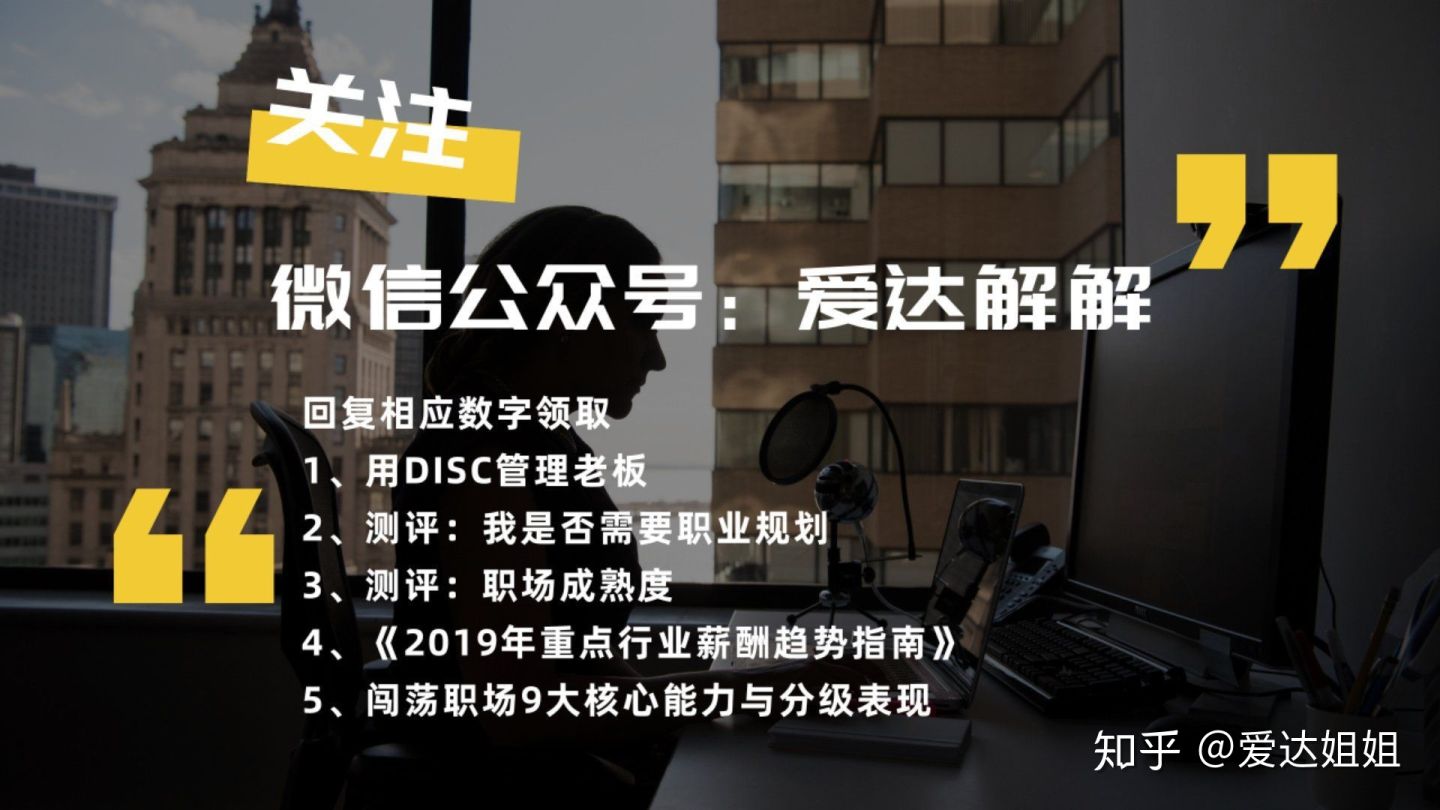 关注
微信公众号：爱达解解
回复相应数字领取
1、用DISC管理老板
2、测评：我是否需要职业规划
3、测评：职场成熟度
4、《2019年重点行业薪酬趋势指南》
5、闯荡职场9大核心能力与分级表现
知乎 @爱达姐姐